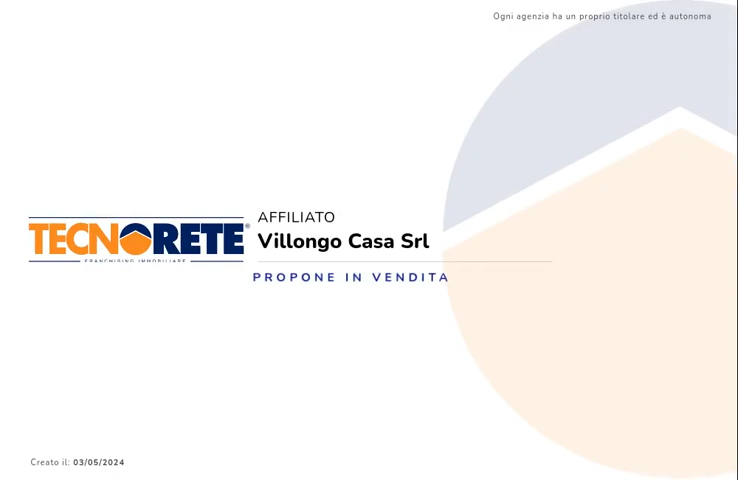 Ogni agenzia ha un proprio titolare ed è autonoma
AFFILIATO
TECNORETE®
Villongo Casa Srl
FRANCHISING IMMOBILIARE
PROPONE IN VENDITA
Creato il: 03/05/2024